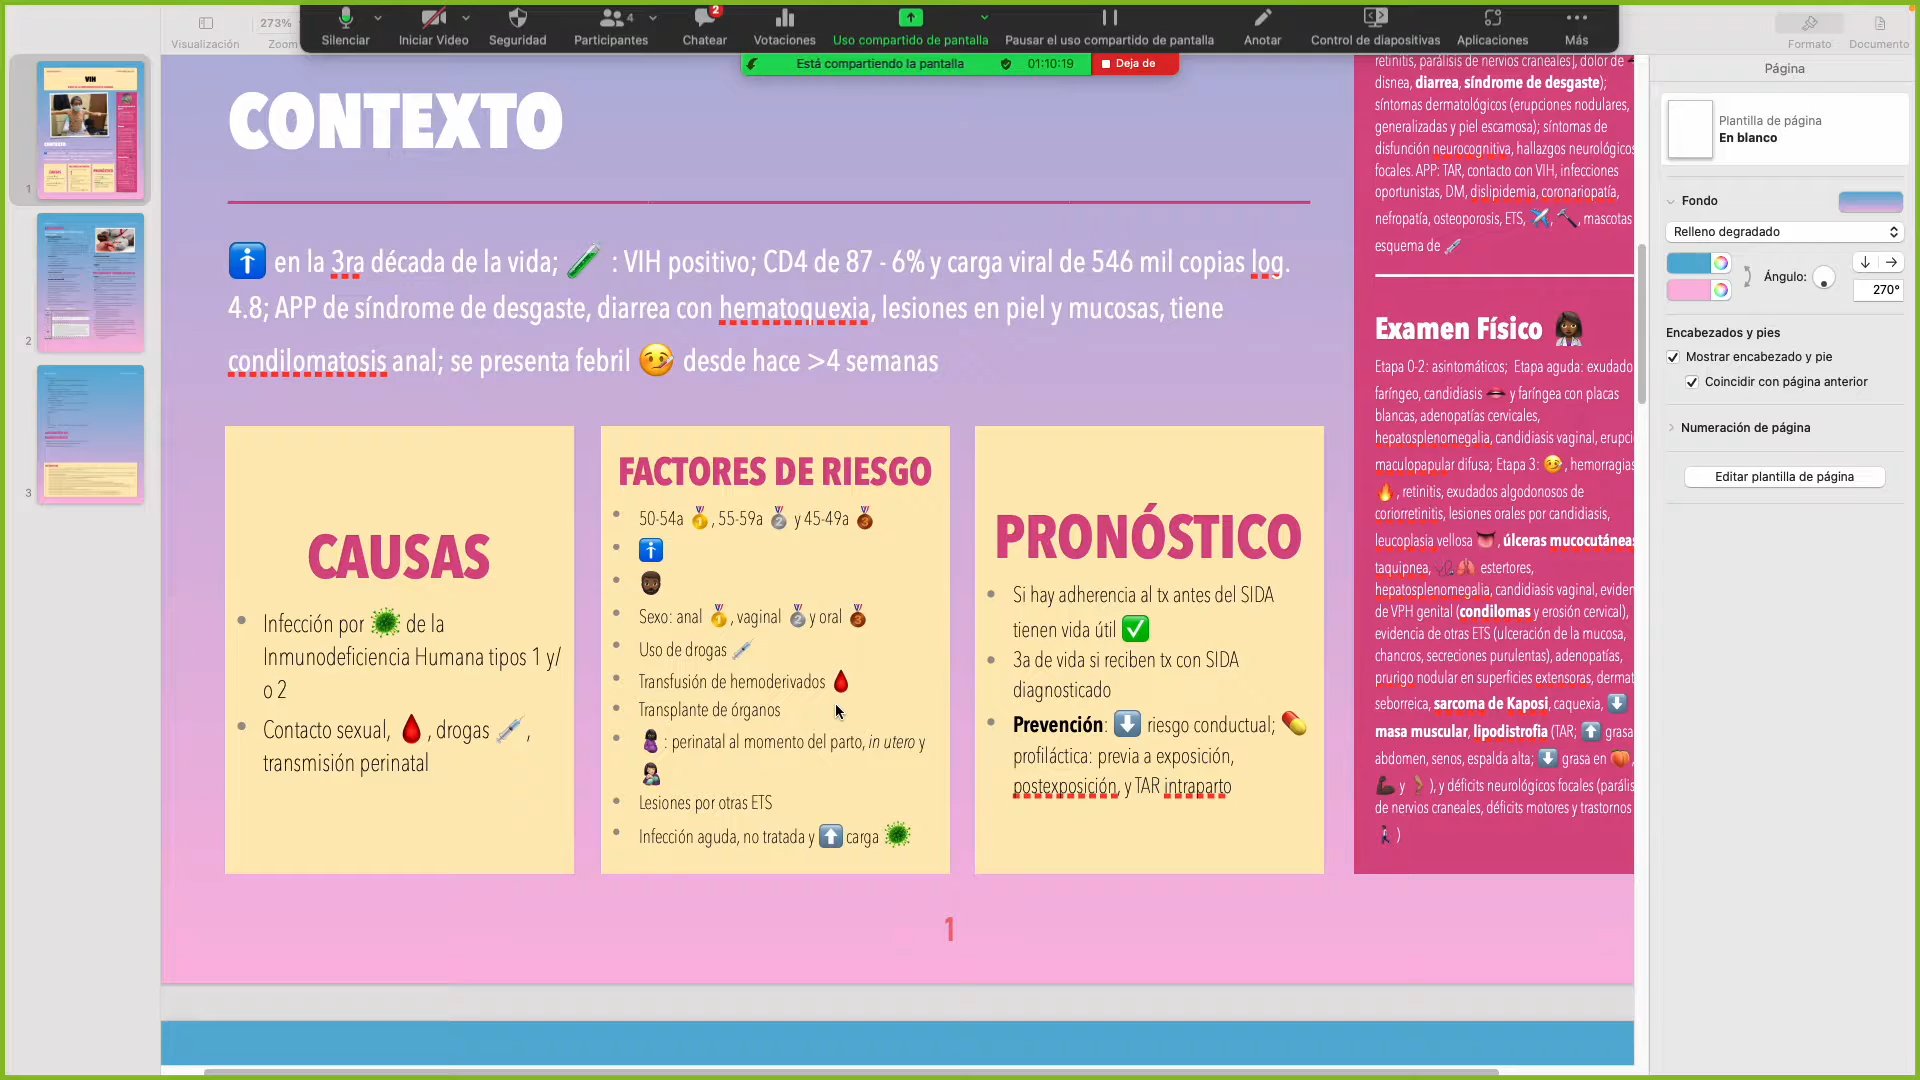 Visualización
273%
Zoom
Silenciar
Iniciar Video
Seguridad
4
Participantes
2
Chatear
Votaciones
Uso compartido de pantalla
Pausar el uso compartido de pantalla
Anotar
Control de diapositivas
Aplicaciones
Más
Formato
Documento
Está compartiendo la pantalla
01:10:19
Deja de
VIH
1
2
3
CONTEXTO
en la 3ra década de la vida; : VIH positivo; CD4 de 87 - 6% y carga viral de 546 mil copias log.
4.8; APP de síndrome de desgaste, diarrea con hematoquexia, lesiones en piel y mucosas, tiene
condilomatosis anal; se presenta febril desde hace >4 semanas
CAUSAS
Infección por de la
Inmunodeficiencia Humana tipos 1 y/
o 2
Contacto sexual, , drogas ,
transmisión perinatal
FACTORES DE RIESGO
50-54a , 55-59a y 45-49a
Sexo: anal , vaginal y oral
Uso de drogas
Transfusión de hemoderivados
Transplante de órganos
: perinatal al momento del parto, in utero y
Lesiones por otras ETS
Infección aguda, no tratada y carga
PRONÓSTICO
Si hay adherencia al tx antes del SIDA
tienen vida útil
3a de vida si reciben tx con SIDA
diagnosticado
Prevención: riesgo conductual;
profiláctica: previa a exposición,
postexposición, y TAR intraparto
1
retinitis, parálisis de nervios craneales], dolor de
disnea, diarrea, síndrome de desgaste);
síntomas dermatológicos (erupciones nodulares,
generalizadas y piel escamosa); síntomas de
disfunción neurocognitiva, hallazgos neurológicos
focales. APP: TAR, contacto con VIH, infecciones
oportunistas, DM, dislipidemia, coronariopatía,
nefropatía, osteoporosis, ETS, , , mascotas
esquema de
Examen Físico
Etapa 0-2: asintomáticos; Etapa aguda: exudado
faríngeo, candidiasis y faríngea con placas
blancas, adenopatías cervicales,
hepatosplenomegalia, candidiasis vaginal, erupci
maculopapular difusa; Etapa 3: , hemorragias
, retinitis, exudados algodonosos de
coriorretinitis, lesiones orales por candidiasis,
leucoplasia vellosa , úlceras mucocutáneas
taquipnea, estertores,
hepatosplenomegalia, candidiasis vaginal, eviden
de VPH genital (condilomas y erosión cervical),
evidencia de otras ETS (ulceración de la mucosa,
chancros, secreciones purulentas), adenopatías,
prurigo nodular en superficies extensoras, dermat
seborreica, sarcoma de Kaposi, caquexia,
masa muscular, lipodistrofia (TAR; grasa
abdomen, senos, espalda alta; grasa en ,
y ), y déficits neurológicos focales (parális
de nervios craneales, déficits motores y trastornos
)
Página
Plantilla de página
En blanco
Fondo
Relleno degradado
Ángulo:
270°
Encabezados y pies
Mostrar encabezado y pie
Coincidir con página anterior
Numeración de página
Editar plantilla de página